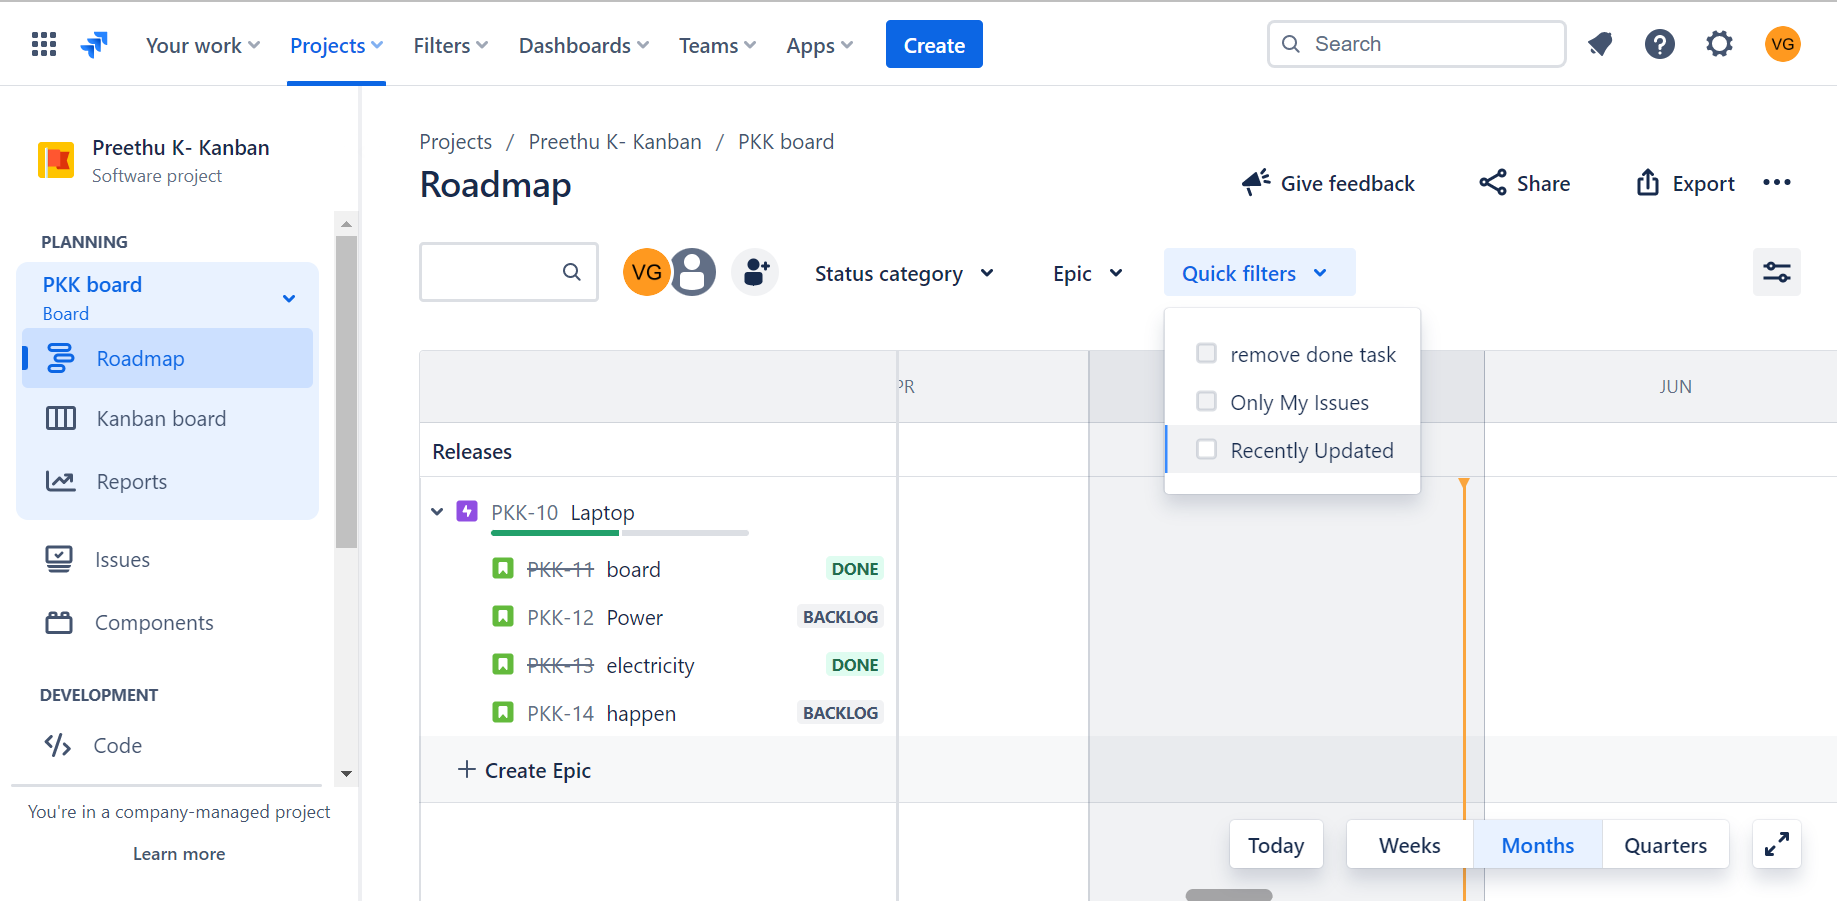 Your work Projects Filters Dashboards Teams Apps Create Search VG
Preethu K- Kanban
Software project
PLANNING
PKK board
Board
Roadmap
Kanban board
Reports
Issues
Components
DEVELOPMENT
Code
You're in a company-managed project
Learn more
Projects / Preethu K- Kanban / PKK board
Roadmap
Give feedback Share Export
VG Status category Epic Quick filters
remove done task
Only My Issues
Recently Updated
PR JUN
Releases
PKK-10 Laptop
PKK-11 board DONE
PKK-12 Power BACKLOG
PKK-13 electricity DONE
PKK-14 happen BACKLOG
+ Create Epic
Today Weeks Months Quarters